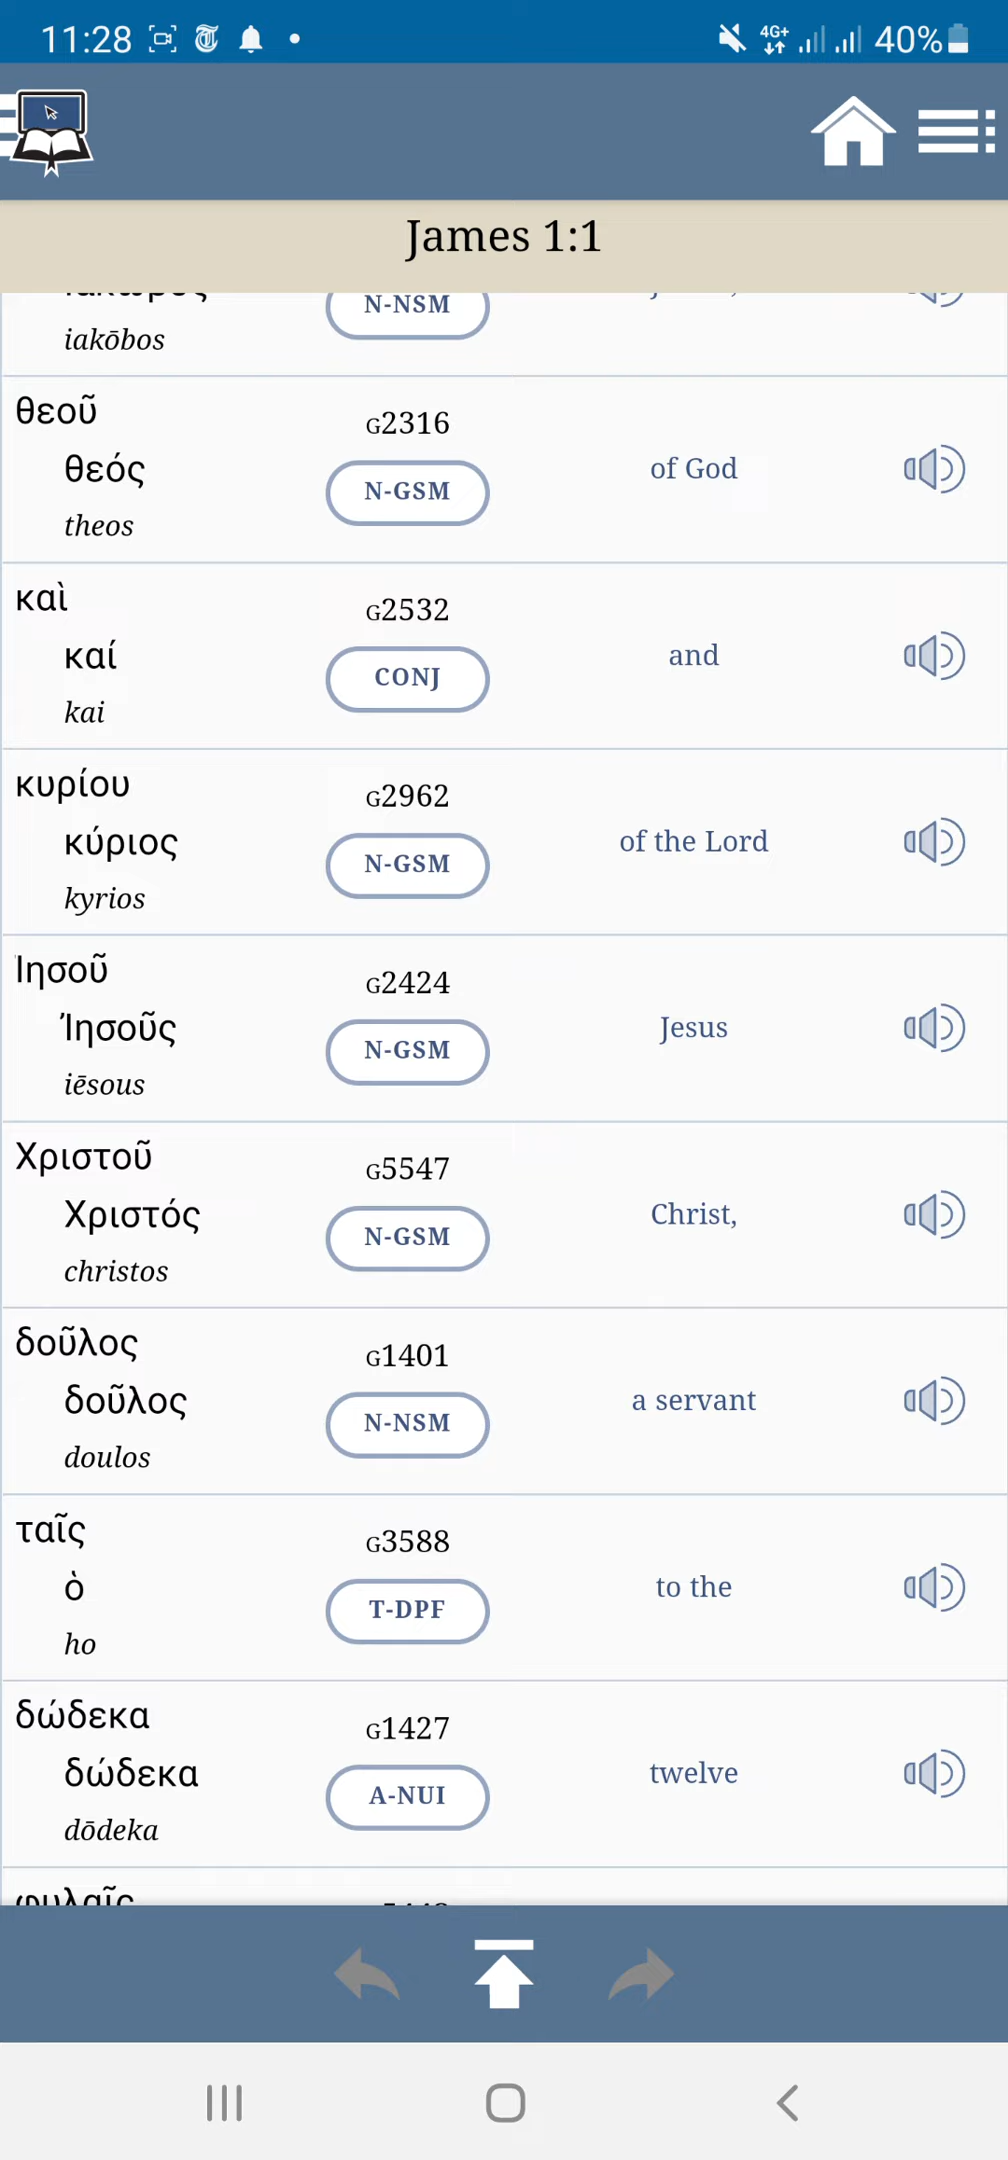 11:28
4G+
40%
James 1:1
N-NSM
iakōbos
θεοῦ
G2316
θεός
N-GSM
of God
theos
καὶ
G2532
καί
CONJ
and
kai
κυρίου
G2962
κύριος
N-GSM
of the Lord
kyrios
Ἰησοῦ
G2424
Ἰησοῦς
N-GSM
Jesus
iēsous
Χριστοῦ
G5547
Χριστός
N-GSM
Christ,
christos
δοῦλος
G1401
δοῦλος
N-NSM
a servant
doulos
ταῖς
G3588
ὁ
T-DPF
to the
ho
δώδεκα
G1427
δώδεκα
A-NUI
twelve
dōdeka
φυλαῖς